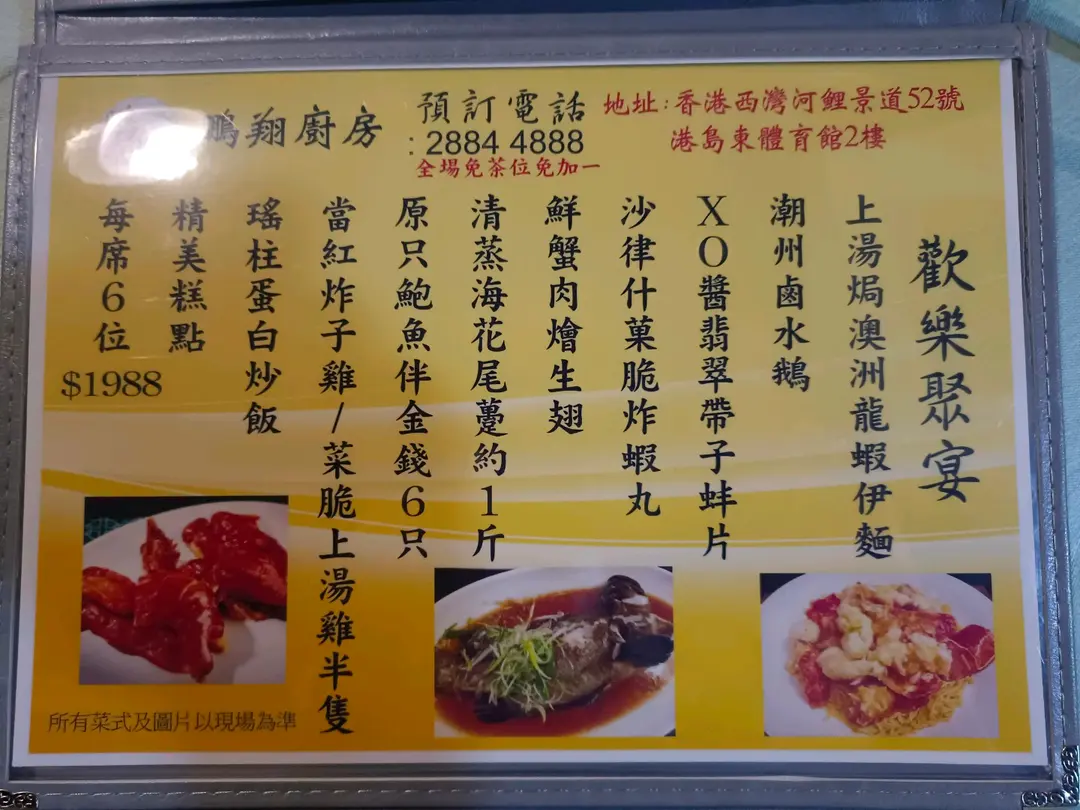 鵬翔廚房
預訂電話
: 2884 4888
全場免茶位免加一
地址:香港西灣河鯉景道52號
港島東體育館2樓
歡樂聚宴
上湯焗澳洲龍蝦伊麵
潮州鹵水鵝
XO醬翡翠帶子蚌片
沙律什菓脆炸蝦丸
鮮蟹肉燴生翅
清蒸海花尾躉約1斤
原只鮑魚伴金錢6只
當紅炸子雞/菜脆上湯雞半隻
瑤柱蛋白炒飯
精美糕點
每席6位
$1988
所有菜式及圖片以現場為準